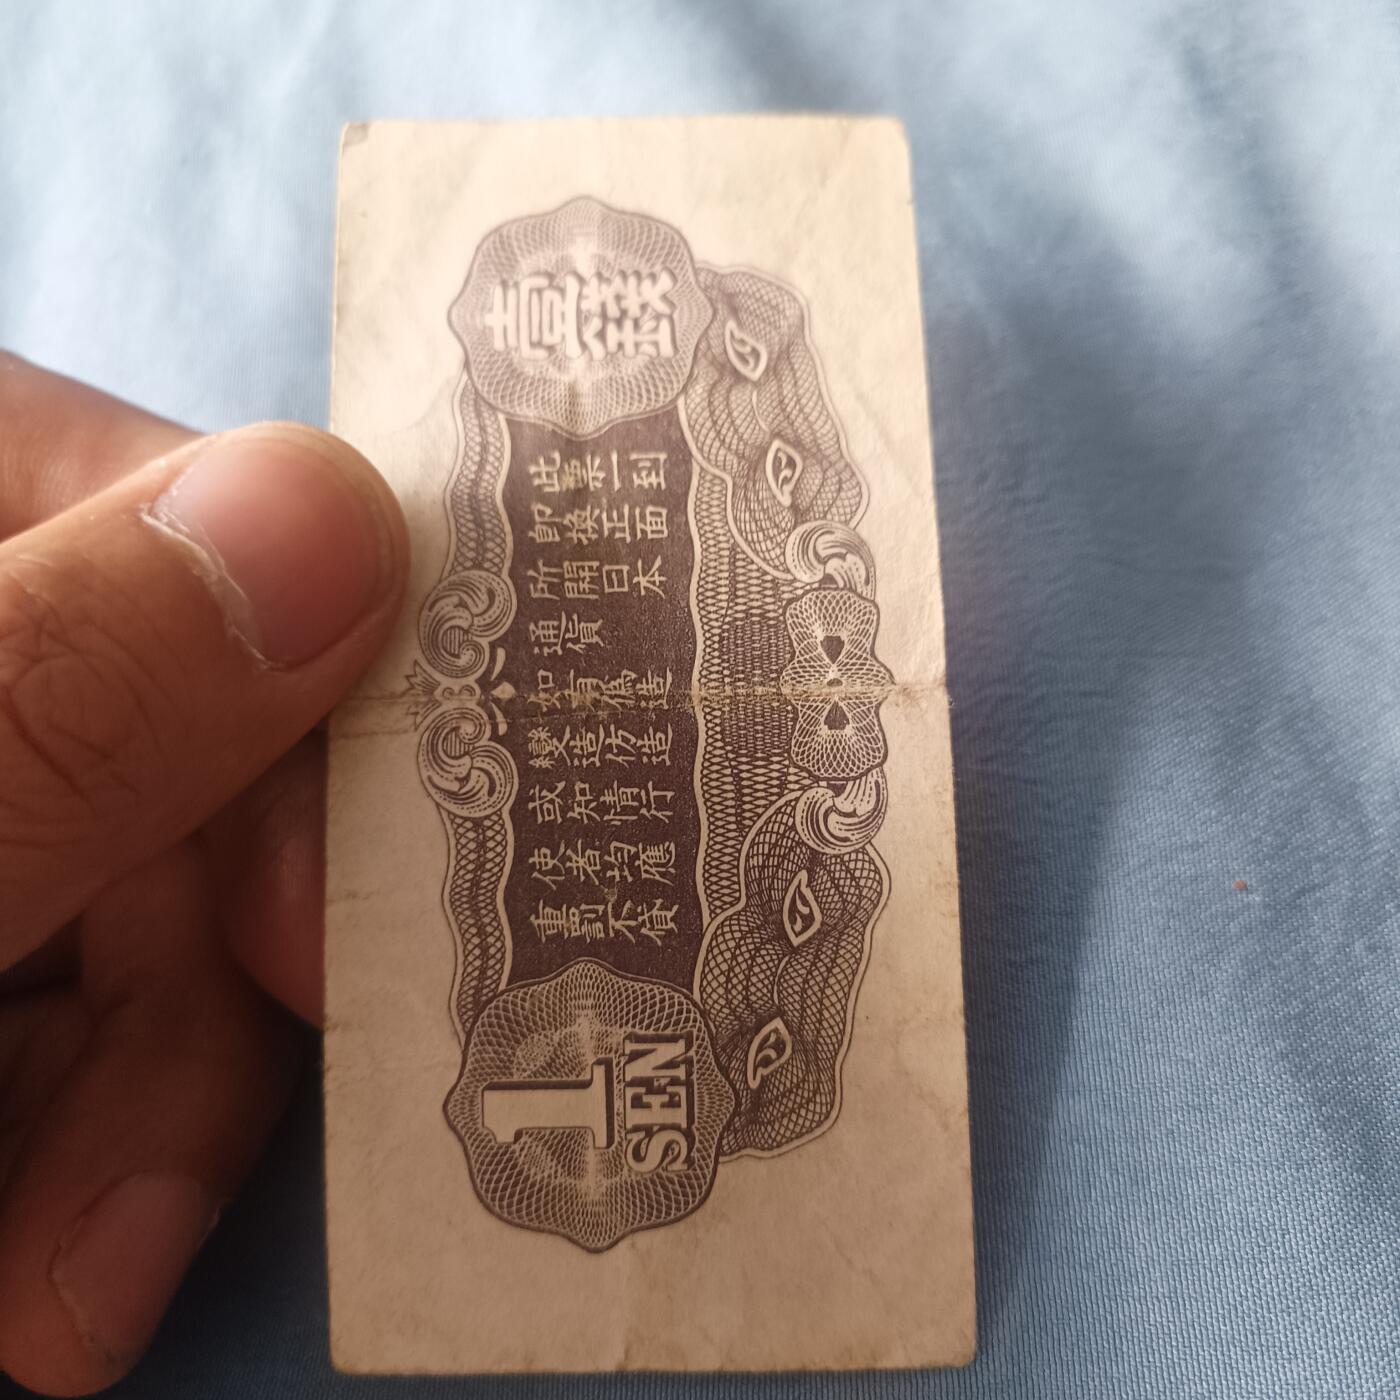 壹錢
此票一到
即換正面
所開日本
通貨
如有僞造
變造仿造
或知情行
使者均應
重罰不貸
1
SEN